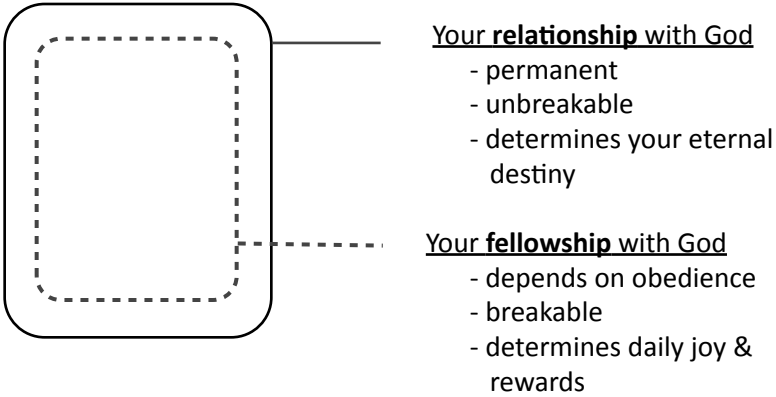 Your relationship with God
- permanent
- unbreakable
- determines your eternal
destiny
Your fellowship with God
- depends on obedience
- breakable
- determines daily joy &
rewards